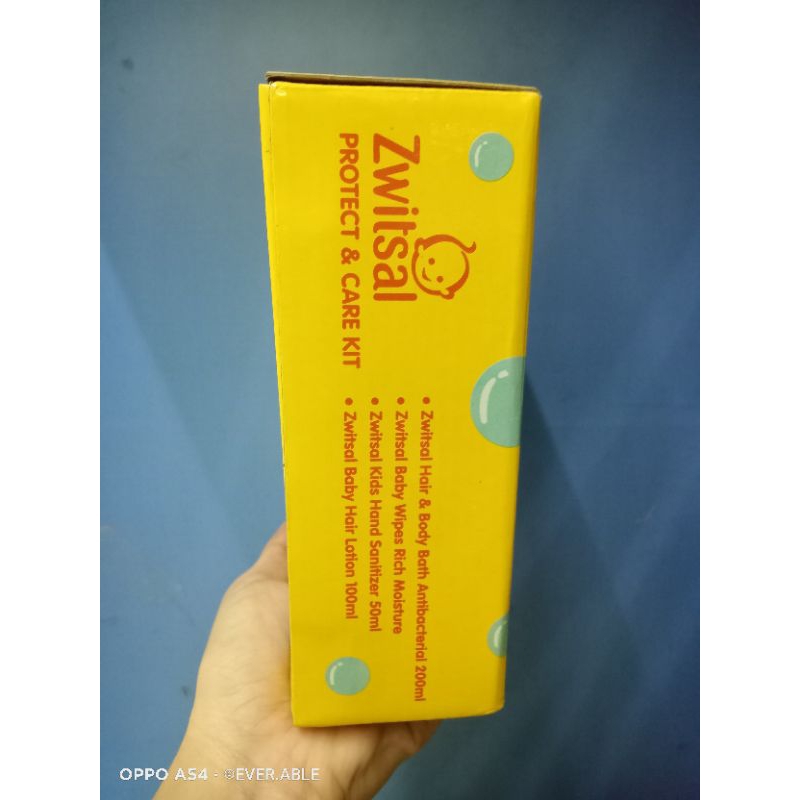 Zwitsal
PROTECT & CARE KIT
• Zwitsal Hair & Body Bath Antibacterial 200ml
• Zwitsal Baby Wipes Rich Moisture
• Zwitsal Kids Hand Sanitizer 50ml
• Zwitsal Baby Hair Lotion 100ml
OPPO A54 - ©EVER.ABLE